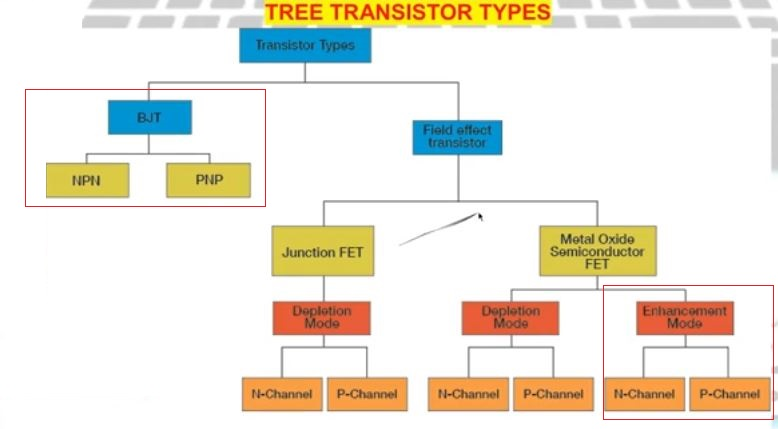 TREE TRANSISTOR TYPES
Transistor Types
BJT
Field effect
transistor
NPN
PNP
Junction FET
Metal Oxide
Semiconductor
FET
Depletion
Mode
Depletion
Mode
Enhancement
Mode
N-Channel
P-Channel
N-Channel
P-Channel
N-Channel
P-Channel